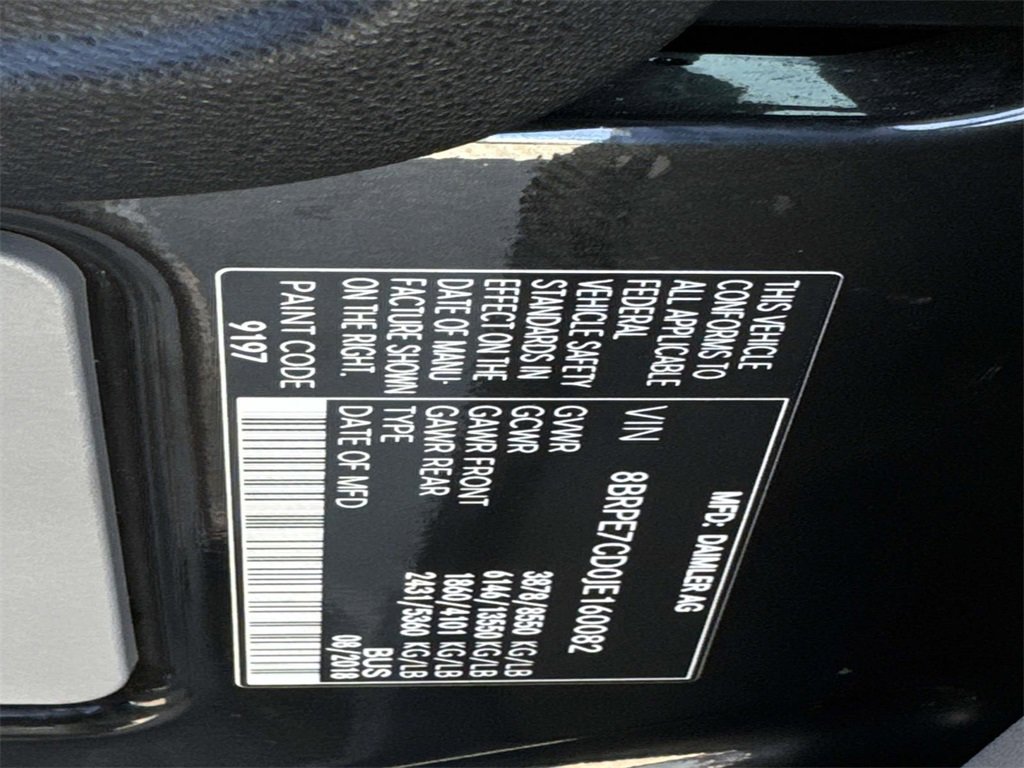 MFD: DAIMLER AG
THIS VEHICLE
CONFORMS TO
ALL APPLICABLE
FEDERAL
VEHICLE SAFETY
STANDARDS IN
EFFECT ON THE
DATE OF MANU-
FACTURE SHOWN
ON THE RIGHT.
PAINT CODE
9197
VIN 8BRPE7CD0JE160082
GVWR 3878/8550 KG/LB
GCWR 6146/13550 KG/LB
GAWR FRONT 1860/4101 KG/LB
GAWR REAR 2431/5360 KG/LB
TYPE BUS
DATE OF MFD 08/2018